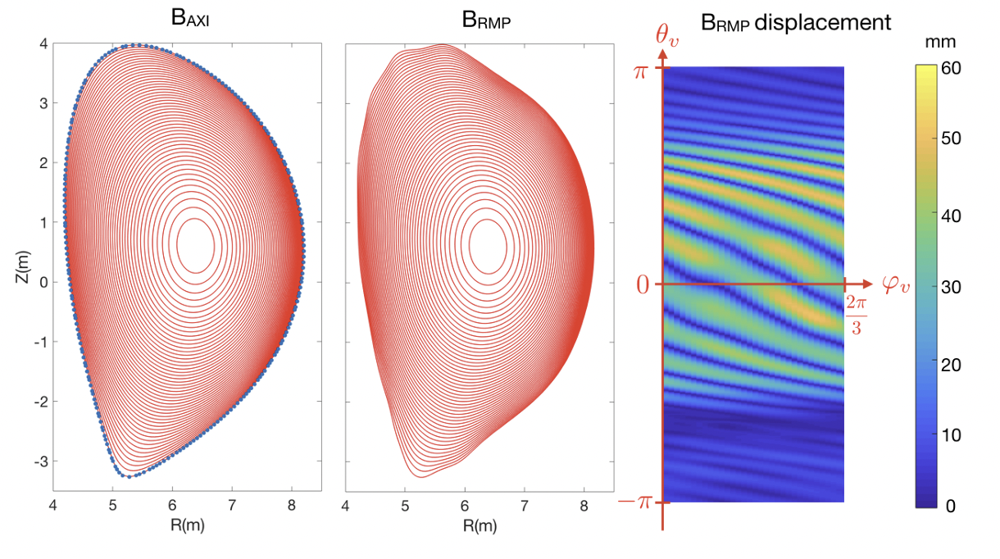 B_AXI
B_RMP
B_RMP displacement
4
3
2
1
0
-1
-2
-3
Z(m)
4 5 6 7 8
R(m)
4 5 6 7 8
R(m)
θ_v
π
0
−π
φ_v
2π
3
mm
60
50
40
30
20
10
0